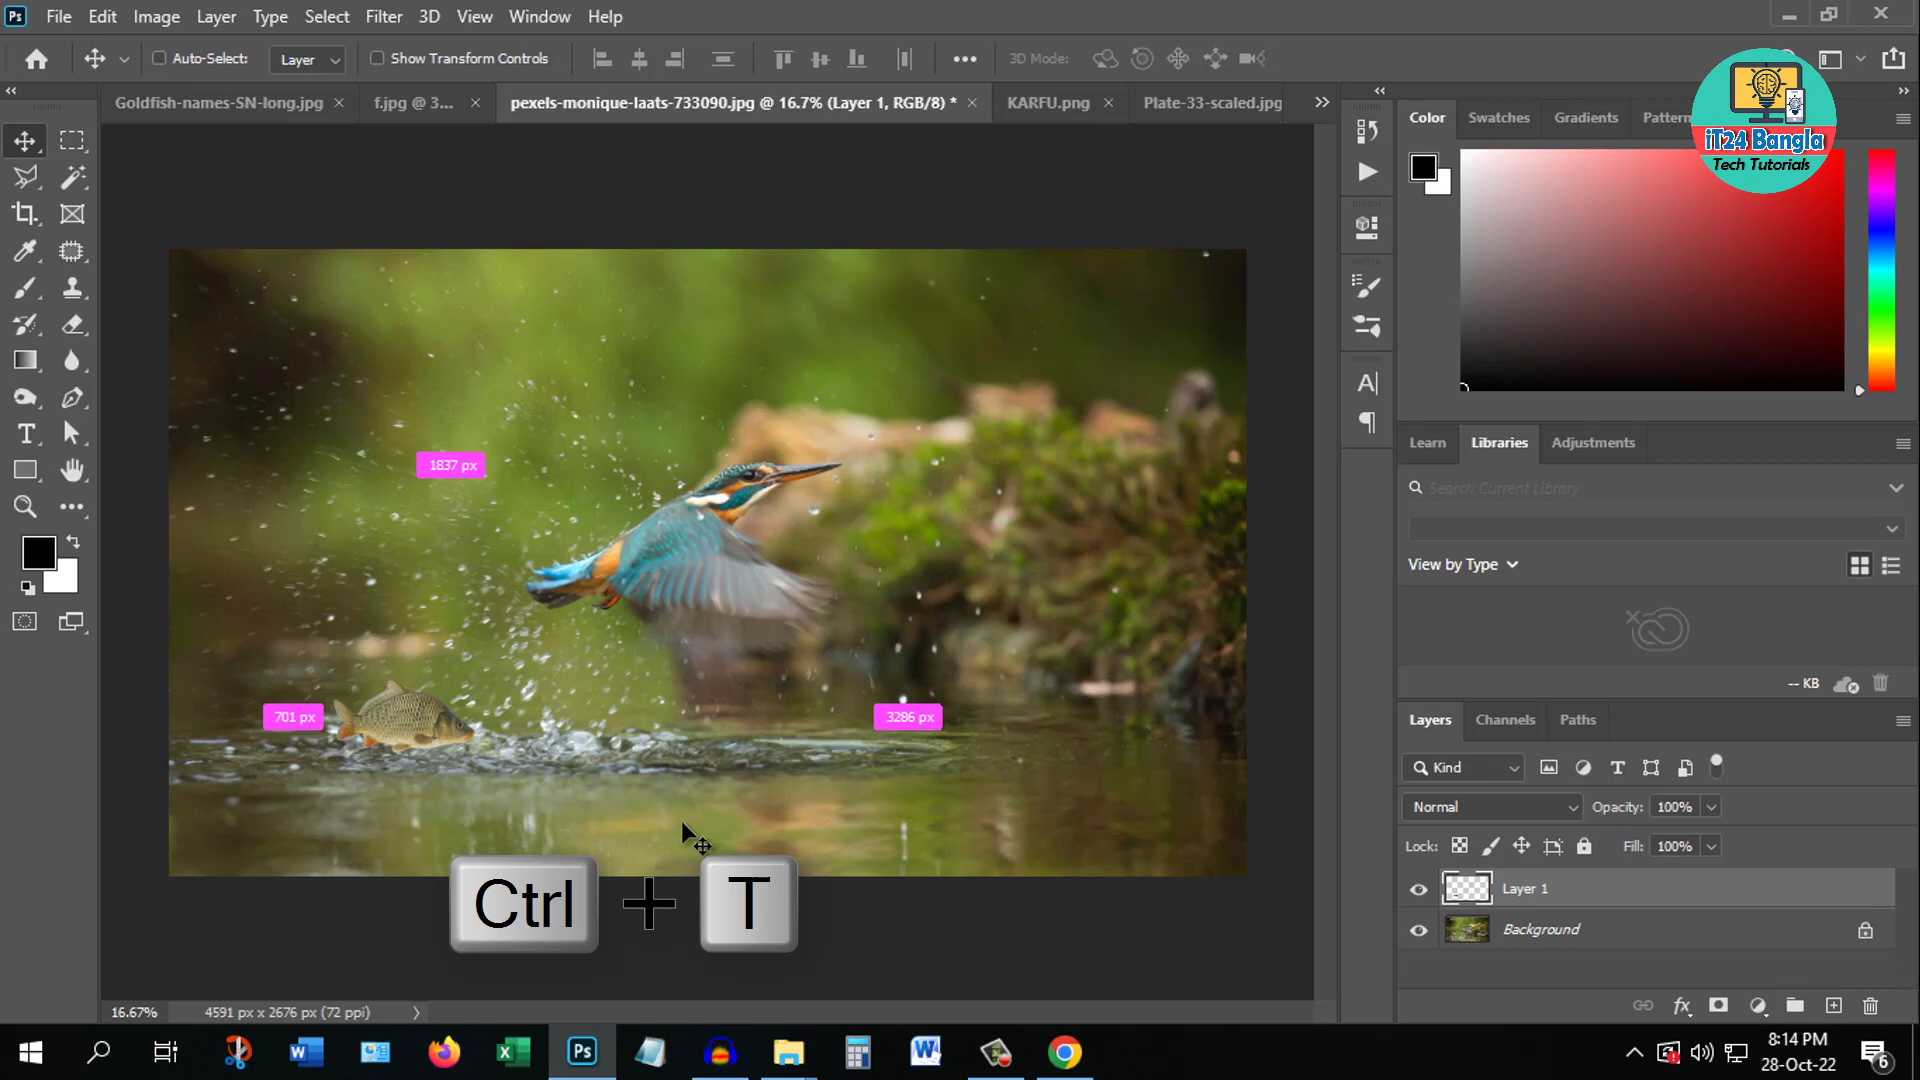 Ps File Edit Image Layer Type Select Filter 3D View Window Help
Auto-Select: Layer Show Transform Controls 3D Mode:
Goldfish-names-SN-long.jpg f.jpg @ 3... pexels-monique-laats-733090.jpg @ 16.7% (Layer 1, RGB/8) * KARFU.png Plate-33-scaled.jpg
Color Swatches Gradients Pattern
iT24 Bangla
Tech Tutorials
Learn Libraries Adjustments
Search Current Library
View by Type
-- KB
1837 px
701 px
3286 px
Ctrl + T
Layers Channels Paths
Kind
Normal Opacity: 100%
Lock: Fill: 100%
Layer 1
Background
16.67% 4591 px x 2676 px (72 ppi)
8:14 PM
28-Oct-22
6